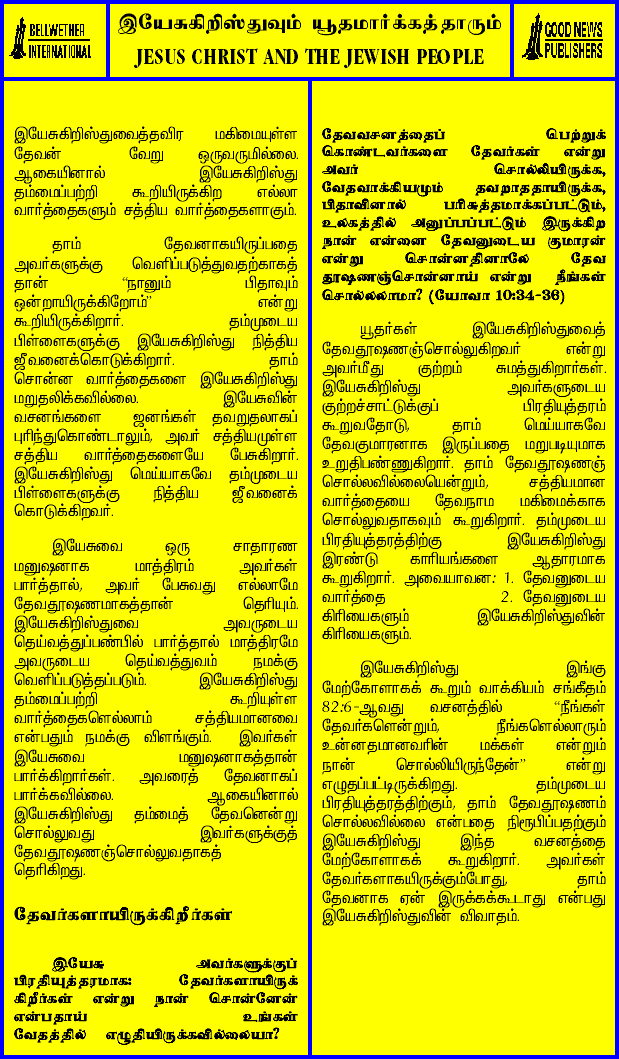 BELLWETHER
INTERNATIONAL
இயேசுகிறிஸ்துவும் யூதமார்க்கத்தாரும்
JESUS CHRIST AND THE JEWISH PEOPLE
GOOD NEWS
PUBLISHERS
இயேசுகிறிஸ்துவைத்தவிர மகிமையுள்ள
தேவன் வேறு ஒருவருமில்லை.
ஆகையினால் இயேசுகிறிஸ்து
தம்மைப்பற்றி கூறியிருக்கிற எல்லா
வார்த்தைகளும் சத்திய வார்த்தைகளாகும்.
தாம் தேவனாகயிருப்பதை
அவர்களுக்கு வெளிப்படுத்துவதற்காகத்
தான் “நானும் பிதாவும்
ஒன்றாயிருக்கிறோம்” என்று
கூறியிருக்கிறார். தம்முடைய
பிள்ளைகளுக்கு இயேசுகிறிஸ்து நித்திய
ஜீவனைக்கொடுக்கிறார். தாம்
சொன்ன வார்த்தைகளை இயேசுகிறிஸ்து
மறுதலிக்கவில்லை. இயேசுவின்
வசனங்களை ஜனங்கள் தவறுதலாகப்
புரிந்துகொண்டாலும், அவர் சத்தியமுள்ள
சத்திய வார்த்தைகளையே பேசுகிறார்.
இயேசுகிறிஸ்து மெய்யாகவே தம்முடைய
பிள்ளைகளுக்கு நித்திய ஜீவனைக்
கொடுக்கிறவர்.
இயேசுவை ஒரு சாதாரண
மனுஷனாக மாத்திரம் அவர்கள்
பார்த்தால், அவர் பேசுவது எல்லாமே
தேவதூஷணமாகத்தான் தெரியும்.
இயேசுகிறிஸ்துவை அவருடைய
தெய்வத்துப்பண்பில் பார்த்தால் மாத்திரமே
அவருடைய தெய்வத்துவம் நமக்கு
வெளிப்படுத்தப்படும். இயேசுகிறிஸ்து
தம்மைப்பற்றி கூறியுள்ள
வார்த்தைகளெல்லாம் சத்தியமானவை
என்பதும் நமக்கு விளங்கும். இவர்கள்
இயேசுவை மனுஷனாகத்தான்
பார்க்கிறார்கள். அவரைத் தேவனாகப்
பார்க்கவில்லை. ஆகையினால்
இயேசுகிறிஸ்து தம்மைத் தேவனென்று
சொல்லுவது இவர்களுக்குத்
தேவதூஷணஞ்சொல்லுவதாகத்
தெரிகிறது.
தேவர்களாயிருக்கிறீர்கள்
இயேசு அவர்களுக்குப்
பிரதியுத்தரமாக: தேவர்களாயிருக்
கிறீர்கள் என்று நான் சொன்னேன்
என்பதாய் உங்கள்
வேதத்தில் எழுதியிருக்கவில்லையா?
தேவவசனத்தைப் பெற்றுக்
கொண்டவர்களை தேவர்கள் என்று
அவர் சொல்லியிருக்க,
வேதவாக்கியமும் தவறாததாயிருக்க,
பிதாவினால் பரிசுத்தமாக்கப்பட்டும்,
உலகத்தில் அனுப்பப்பட்டும் இருக்கிற
நான் என்னை தேவனுடைய குமாரன்
என்று சொன்னதினாலே தேவ
தூஷணஞ்சொன்னாய் என்று நீங்கள்
சொல்லலாமா? (யோவா 10:34-36)
யூதர்கள் இயேசுகிறிஸ்துவைத்
தேவதூஷணஞ்சொல்லுகிறவர் என்று
அவர்மீது குற்றம் சுமத்துகிறார்கள்.
இயேசுகிறிஸ்து அவர்களுடைய
குற்றச்சாட்டுக்குப் பிரதியுத்தரம்
கூறுவதோடு, தாம் மெய்யாகவே
தேவகுமாரனாக இருப்பதை மறுபடியுமாக
உறுதிபண்ணுகிறார். தாம் தேவதூஷணஞ்
சொல்லவில்லையென்றும், சத்தியமான
வார்த்தையை தேவநாம மகிமைக்காக
சொல்லுவதாகவும் கூறுகிறார். தம்முடைய
பிரதியுத்தரத்திற்கு இயேசுகிறிஸ்து
இரண்டு காரியங்களை ஆதாரமாக
கூறுகிறார். அவையாவன: 1. தேவனுடைய
வார்த்தை 2. தேவனுடைய
கிரியைகளும் இயேசுகிறிஸ்துவின்
கிரியைகளும்.
இயேசுகிறிஸ்து இங்கு
மேற்கோளாகக் கூறும் வாக்கியம் சங்கீதம்
82:6-ஆவது வசனத்தில் “நீங்கள்
தேவர்களென்றும், நீங்களெல்லாரும்
உன்னதமானவரின் மக்கள் என்றும்
நான் சொல்லியிருந்தேன்” என்று
எழுதப்பட்டிருக்கிறது. தம்முடைய
பிரதியுத்தரத்திற்கும், தாம் தேவதூஷணம்
சொல்லவில்லை என்பதை நிரூபிப்பதற்கும்
இயேசுகிறிஸ்து இந்த வசனத்தை
மேற்கோளாகக் கூறுகிறார். அவர்கள்
தேவர்களாகயிருக்கும்போது, தாம்
தேவனாக ஏன் இருக்கக்கூடாது என்பது
இயேசுகிறிஸ்துவின் விவாதம்.